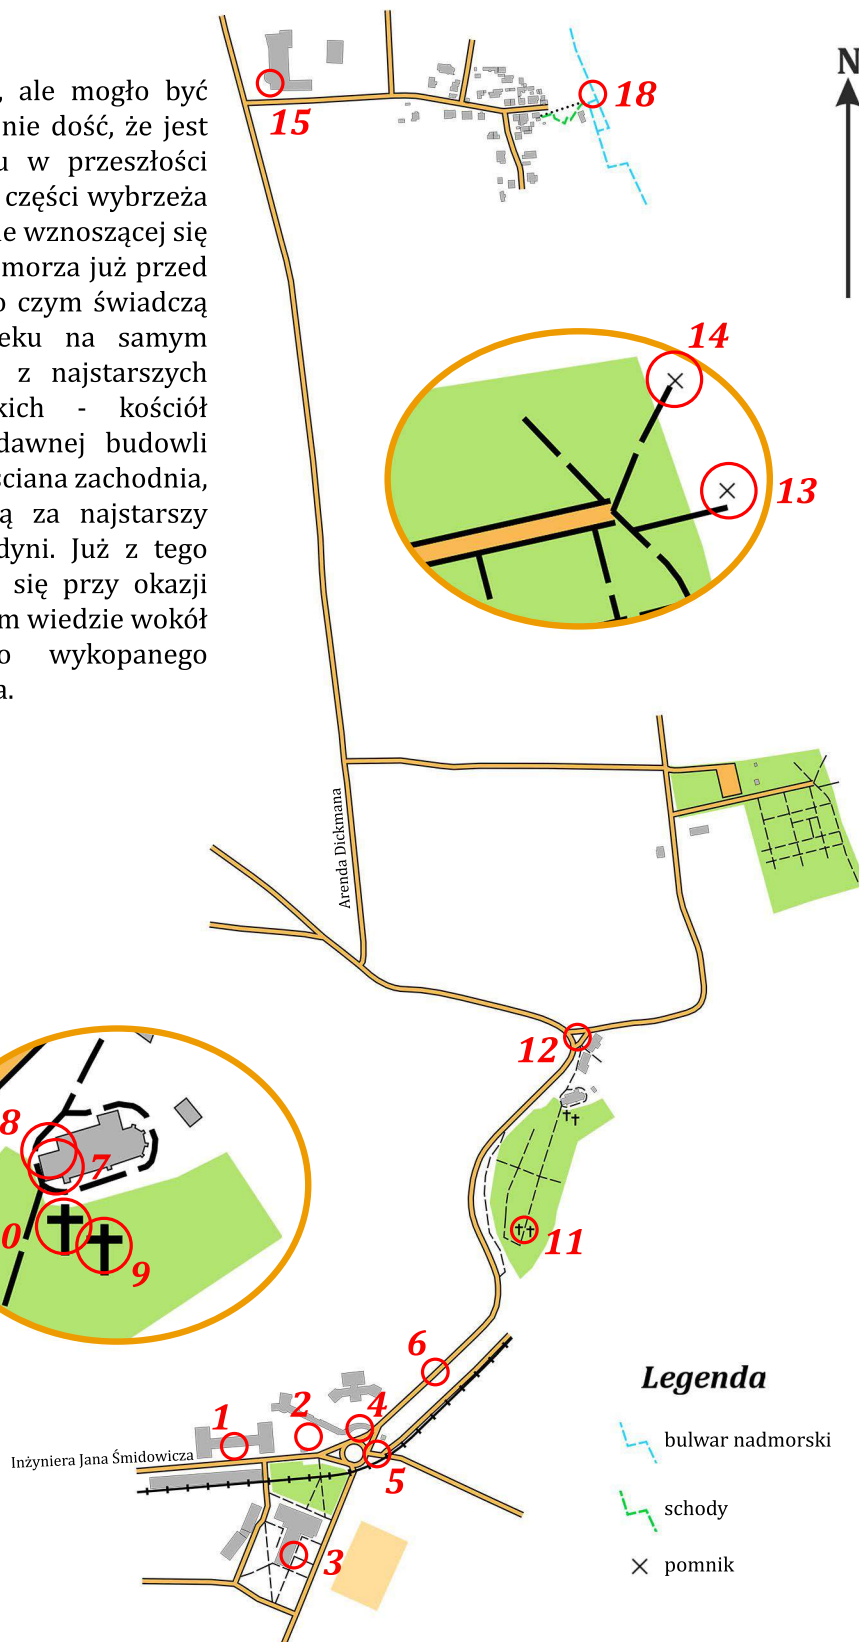 , ale mogło być
nie dość, że jest
u w przeszłości
części wybrzeża
e wznoszącej się
morza już przed
o czym świadczą
eku na samym
z najstarszych
kich - kościół
dawnej budowli
ściana zachodnia,
ą za najstarszy
dyni. Już z tego
się przy okazji
m wiedzie wokół
o wykopanego
a.
N
15
18
14
13
Arenda Dickmana
12
8
7
0
9
11
6
1
2
4
5
3
Inżyniera Jana Śmidowicza
Legenda
bulwar nadmorski
schody
pomnik